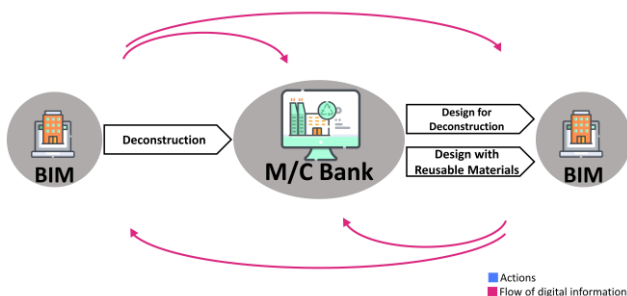 Deconstruction
BIM
M/C Bank
Design for
Deconstruction
Design with
Reusable Materials
BIM
Actions
Flow of digital information